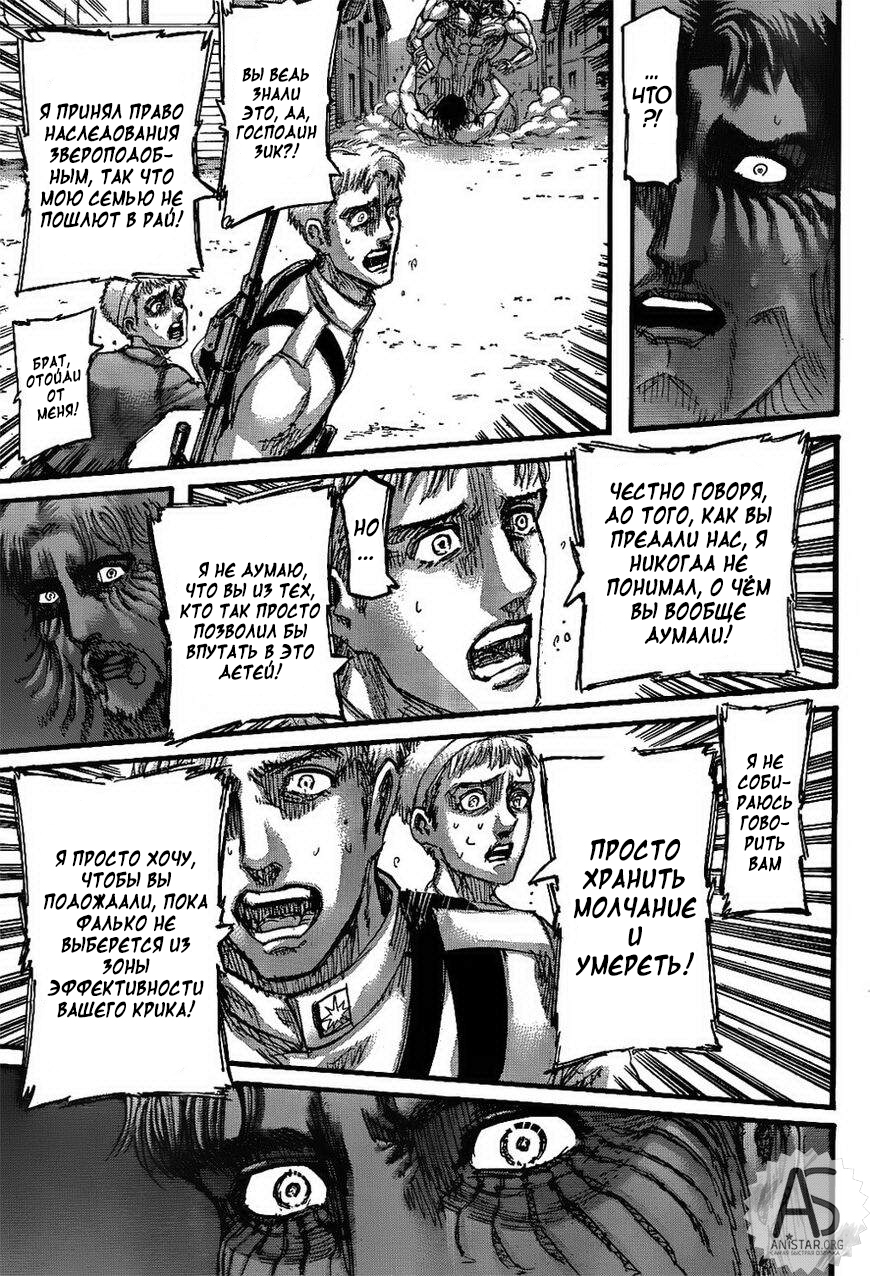 ...
ЧТО
?!
ВЫ ВЕДЬ
ЗНАЛИ
ЭТО, ДА,
ГОСПОДИН
ЗИК?!
Я ПРИНЯЛ ПРАВО
НАСЛЕДОВАНИЯ
ЗВЕРОПОДОБ-
НЫМ, ТАК ЧТО
МОЮ СЕМЬЮ НЕ
ПОШЛЮТ В РАЙ!
БРАТ,
ОТОЙДИ
ОТ
МЕНЯ!
ЧЕСТНО ГОВОРЯ,
ДО ТОГО, КАК ВЫ
ПРЕДАЛИ НАС, Я
НИКОГДА НЕ
ПОНИМАЛ, О ЧЁМ
ВЫ ВООБЩЕ
ДУМАЛИ!
НО
...
Я НЕ ДУМАЮ,
ЧТО ВЫ ИЗ ТЕХ,
КТО ТАК ПРОСТО
ПОЗВОЛИЛ БЫ
ВПУТАТЬ В ЭТО
ДЕТЕЙ!
Я НЕ
СОБИ-
РАЮСЬ
ГОВО-
РИТЬ
ВАМ
ПРОСТО
ХРАНИТЬ
МОЛЧАНИЕ
И
УМЕРЕТЬ!
Я ПРОСТО ХОЧУ,
ЧТОБЫ ВЫ
ПОДОЖДАЛИ, ПОКА
ФАЛЬКО НЕ
ВЫБЕРЕТСЯ ИЗ
ЗОНЫ
ЭФФЕКТИВНОСТИ
ВАШЕГО КРИКА!
AS
ANISTAR.ORG
САМАЯ БЫСТРАЯ ОЗВУЧКА